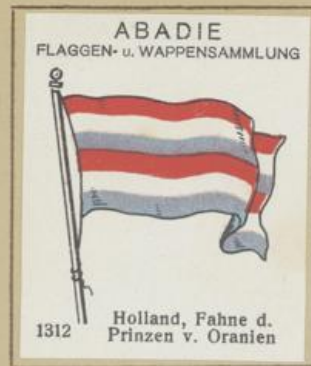 ABADIE
FLAGGEN- u. WAPPENSAMMLUNG
1312
Holland, Fahne d.
Prinzen v. Oranien